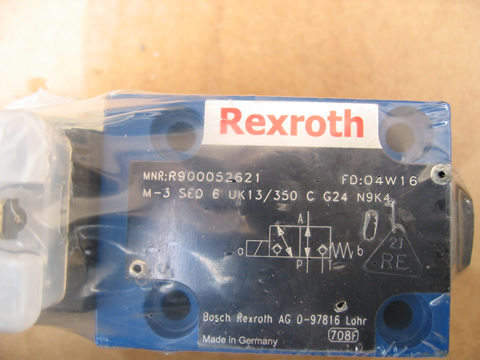 Rexroth
MNR:R900052621 FD:04W16
M-3 SED 6 UK13/350 C G24 N9K4
A
a b
P T
21
RE
Bosch Rexroth AG D-97816 Lohr
Made in Germany 708F